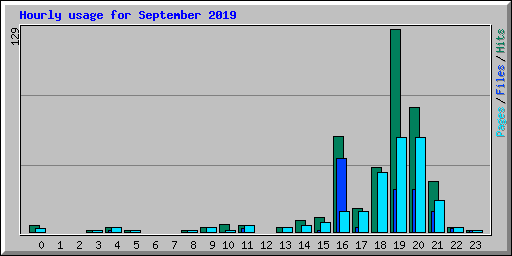 Hourly usage for September 2019
129
Pages/Files/Hits
0 1 2 3 4 5 6 7 8 9 10 11 12 13 14 15 16 17 18 19 20 21 22 23